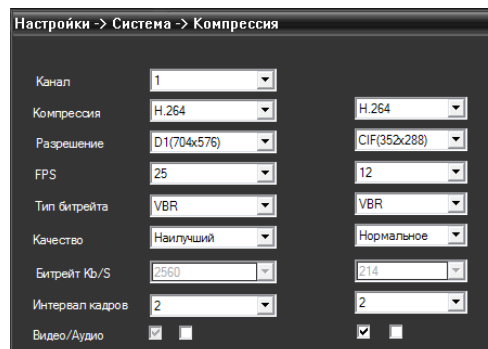 Настройки -> Система -> Компрессия
Канал 1
Компрессия H.264 H.264
Разрешение D1(704x576) CIF(352x288)
FPS 25 12
Тип битрейта VBR VBR
Качество Наилучший Нормальное
Битрейт Kb/S 2560 214
Интервал кадров 2 2
Видео/Аудио